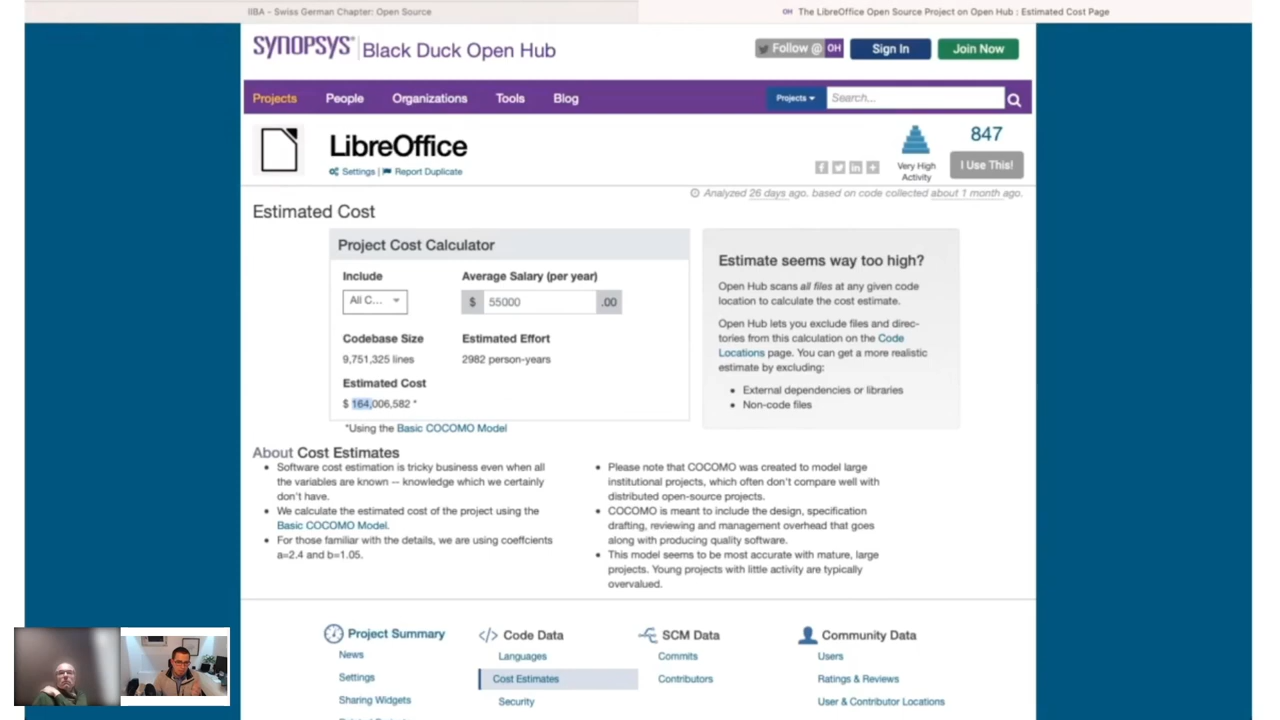 IIBA - Swiss German Chapter: Open Source
OH The LibreOffice Open Source Project on Open Hub : Estimated Cost Page
SYNOPSYS® Black Duck Open Hub
Follow @ OH
Sign In
Join Now
Projects People Organizations Tools Blog
Projects Search...
LibreOffice
Settings | Report Duplicate
Very High
Activity
847
I Use This!
Analyzed 26 days ago. based on code collected about 1 month ago.
Estimated Cost
Project Cost Calculator
Include Average Salary (per year)
All C... $ 55000 .00
Codebase Size Estimated Effort
9,751,325 lines 2982 person-years
Estimated Cost
$ 164,006,582 *
*Using the Basic COCOMO Model
Estimate seems way too high?
Open Hub scans all files at any given code
location to calculate the cost estimate.
Open Hub lets you exclude files and direc-
tories from this calculation on the Code
Locations page. You can get a more realistic
estimate by excluding:
• External dependencies or libraries
• Non-code files
About Cost Estimates
• Software cost estimation is tricky business even when all
the variables are known -- knowledge which we certainly
don't have.
• We calculate the estimated cost of the project using the
Basic COCOMO Model.
• For those familiar with the details, we are using coeffcients
a=2.4 and b=1.05.
• Please note that COCOMO was created to model large
institutional projects, which often don't compare well with
distributed open-source projects.
• COCOMO is meant to include the design, specification
drafting, reviewing and management overhead that goes
along with producing quality software.
• This model seems to be most accurate with mature, large
projects. Young projects with little activity are typically
overvalued.
Project Summary
News
Settings
Sharing Widgets
Code Data
Languages
Cost Estimates
Security
SCM Data
Commits
Contributors
Community Data
Users
Ratings & Reviews
User & Contributor Locations